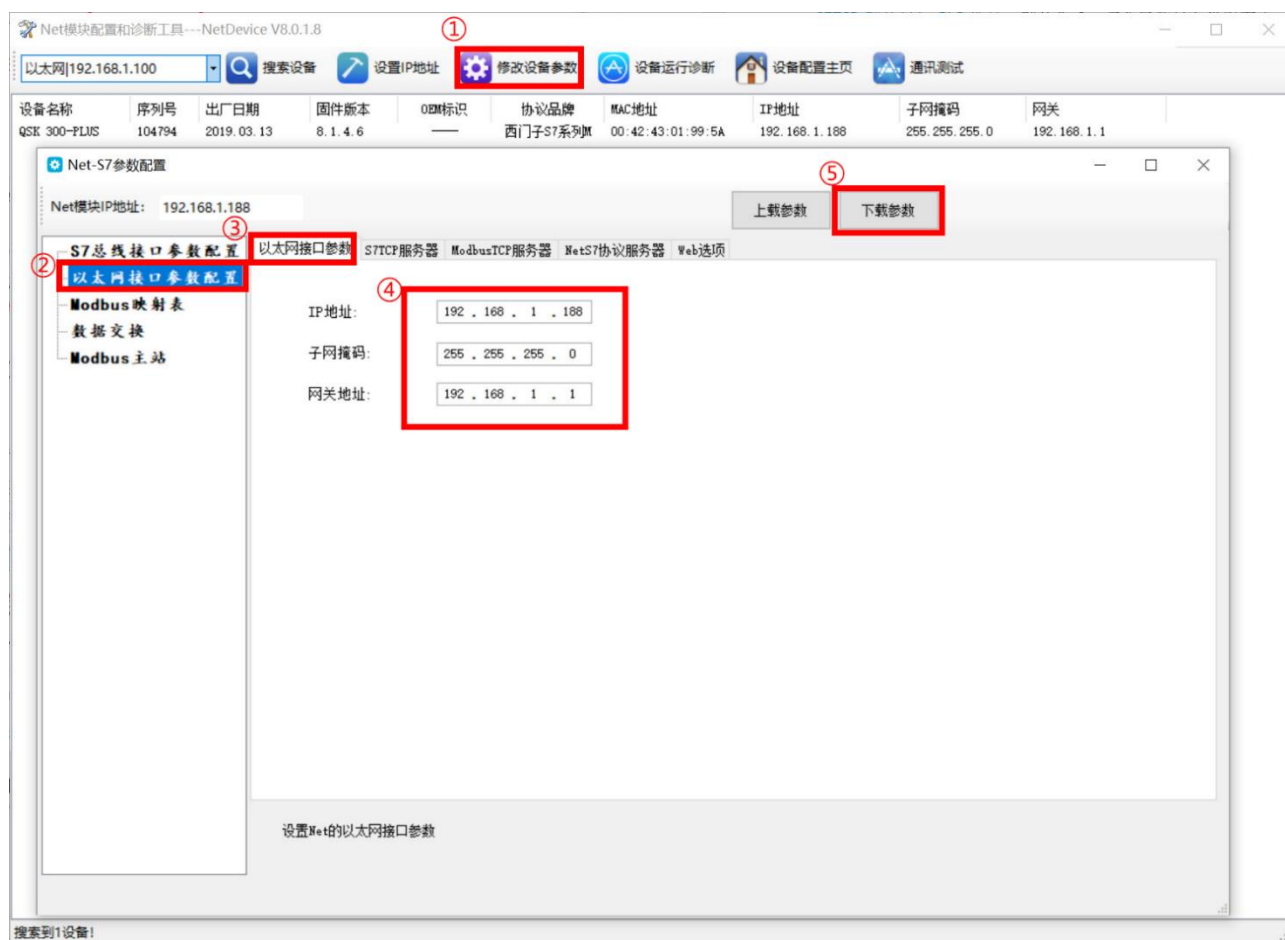 Net模块配置和诊断工具---NetDevice V8.0.1.8
①
以太网|192.168.1.100 搜索设备 设置IP地址 修改设备参数 设备运行诊断 设备配置主页 通讯测试
设备名称 序列号 出厂日期 固件版本 OEM标识 协议品牌 MAC地址 IP地址 子网掩码 网关
QSK 300-PLUS 104794 2019.03.13 8.1.4.6 —— 西门子S7系列M 00:42:43:01:99:5A 192.168.1.188 255.255.255.0 192.168.1.1
Net-S7参数配置
⑤
Net模块IP地址: 192.168.1.188 上载参数 下载参数
③
S7总线接口参数配置 以太网接口参数 S7TCP服务器 ModbusTCP服务器 NetS7协议服务器 Web选项
②
以太网接口参数配置
④
Modbus映射表 IP地址: 192 . 168 . 1 . 188
数据交换
子网掩码: 255 . 255 . 255 . 0
Modbus主站
网关地址: 192 . 168 . 1 . 1
设置Net的以太网接口参数
搜索到1设备!